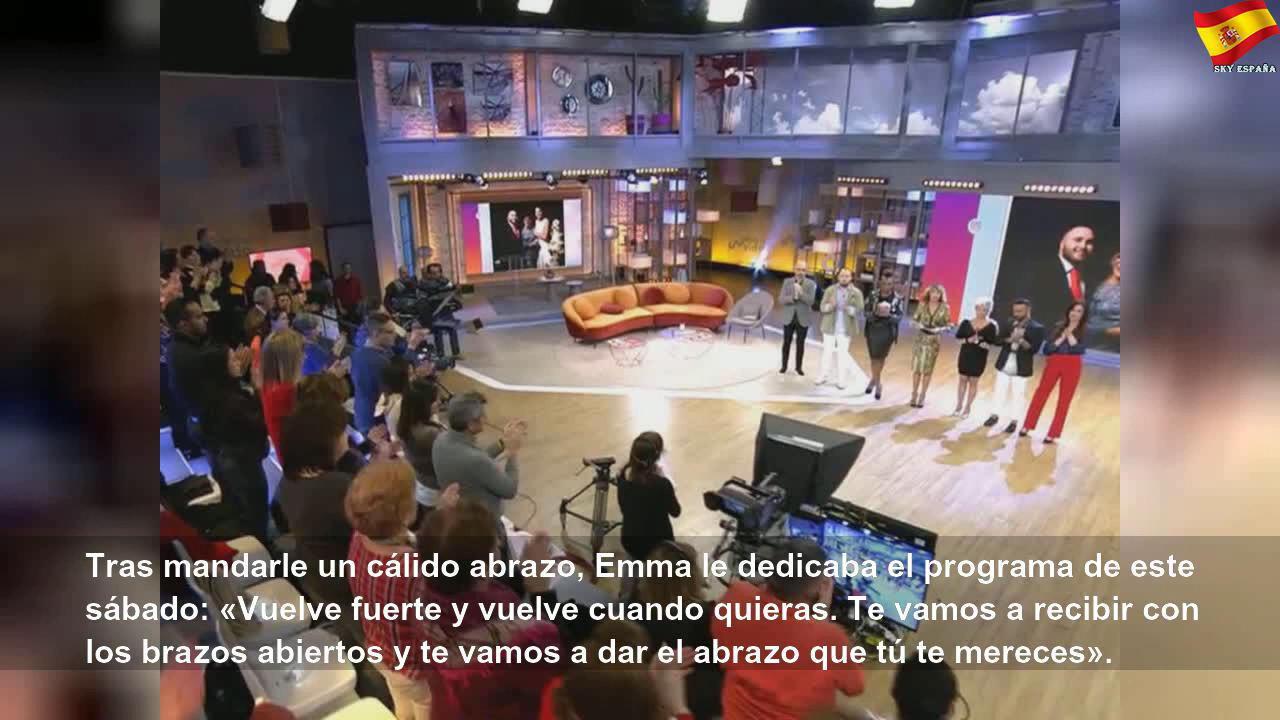 SKY ESPAÑA
Tras mandarle un cálido abrazo, Emma le dedicaba el programa de este
sábado: «Vuelve fuerte y vuelve cuando quieras. Te vamos a recibir con
los brazos abiertos y te vamos a dar el abrazo que tú te mereces».